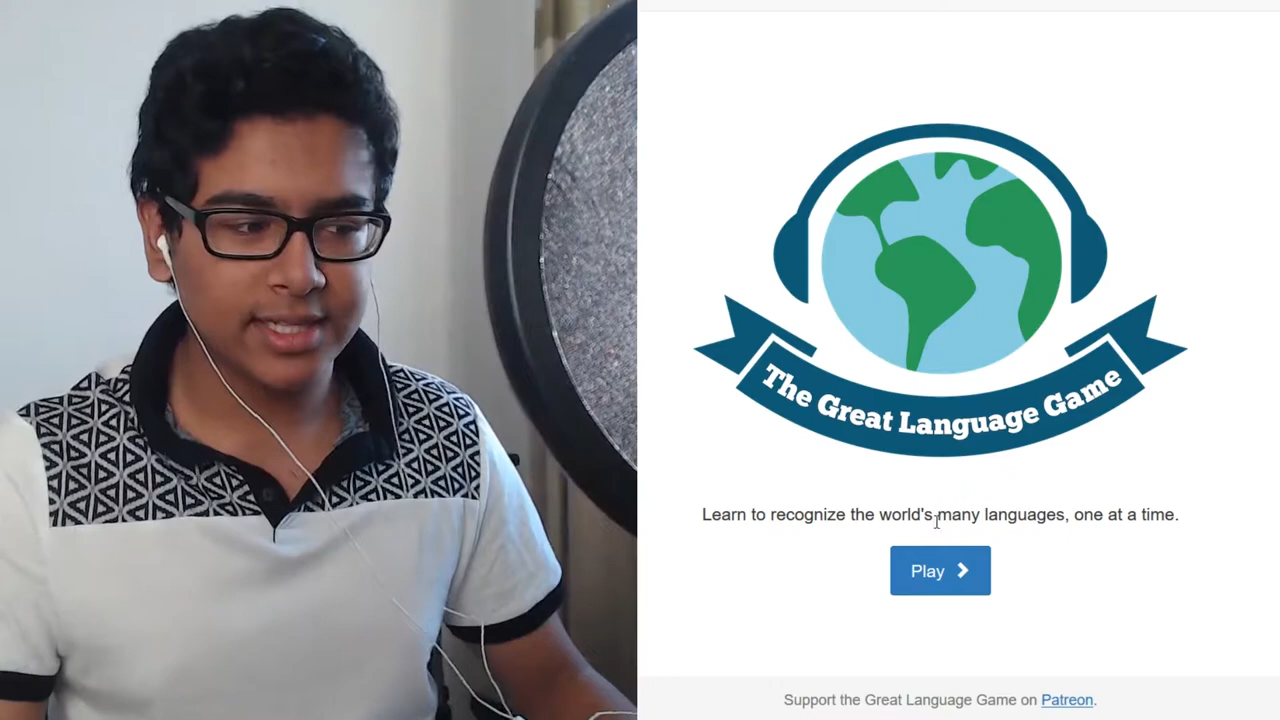 The Great Language Game
Learn to recognize the world's many languages, one at a time.
Play
Support the Great Language Game on Patreon.